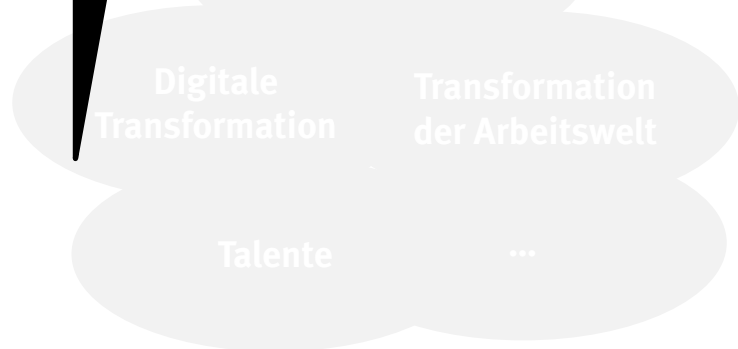 Digitale
Transformation
Transformation
der Arbeitswelt
Talente
...